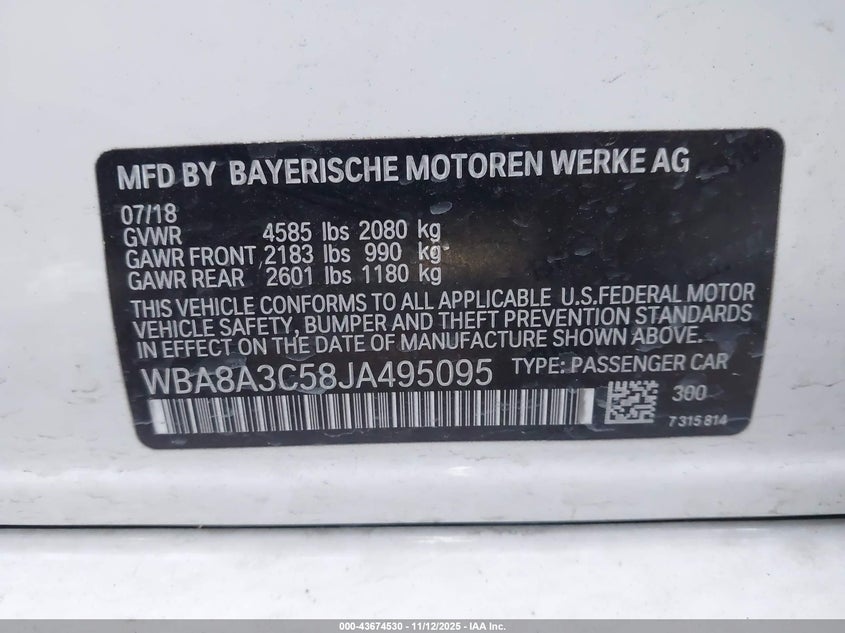 MFD BY BAYERISCHE MOTOREN WERKE AG
07/18
GVWR 4585 lbs 2080 kg
GAWR FRONT 2183 lbs 990 kg
GAWR REAR 2601 lbs 1180 kg
THIS VEHICLE CONFORMS TO ALL APPLICABLE U.S.FEDERAL MOTOR
VEHICLE SAFETY, BUMPER AND THEFT PREVENTION STANDARDS
IN EFFECT ON THE DATE OF MANUFACTURE SHOWN ABOVE.
WBA8A3C58JA495095 TYPE: PASSENGER CAR
300
7 315 814
000-43674530 - 11/12/2025 - IAA Inc.